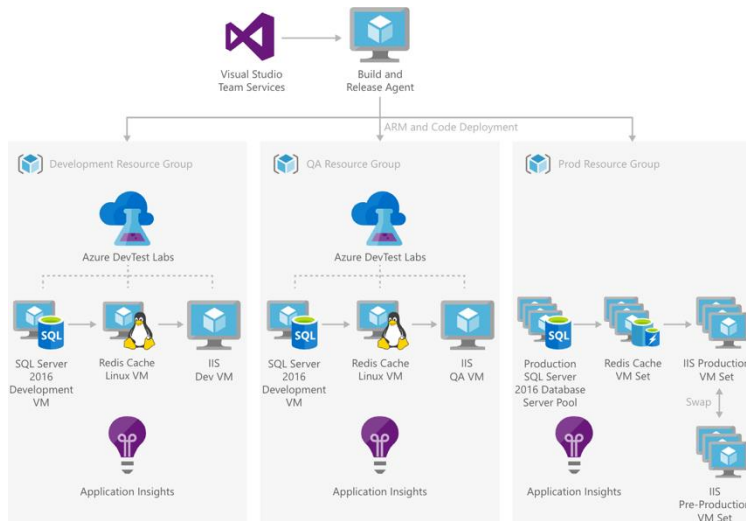 Visual Studio
Team Services
Build and
Release Agent
ARM and Code Deployment
Development Resource Group
QA Resource Group
Prod Resource Group
Azure DevTest Labs
Azure DevTest Labs
SQL
SQL
SQL
SQL Server
2016
Development
VM
Redis Cache
Linux VM
IIS
Dev VM
SQL Server
2016
Development
VM
Redis Cache
Linux VM
IIS
QA VM
Production
SQL Server
2016 Database
Server Pool
Redis Cache
VM Set
IIS Production
VM Set
Swap
Application Insights
Application Insights
Application Insights
IIS
Pre-Production
VM Set